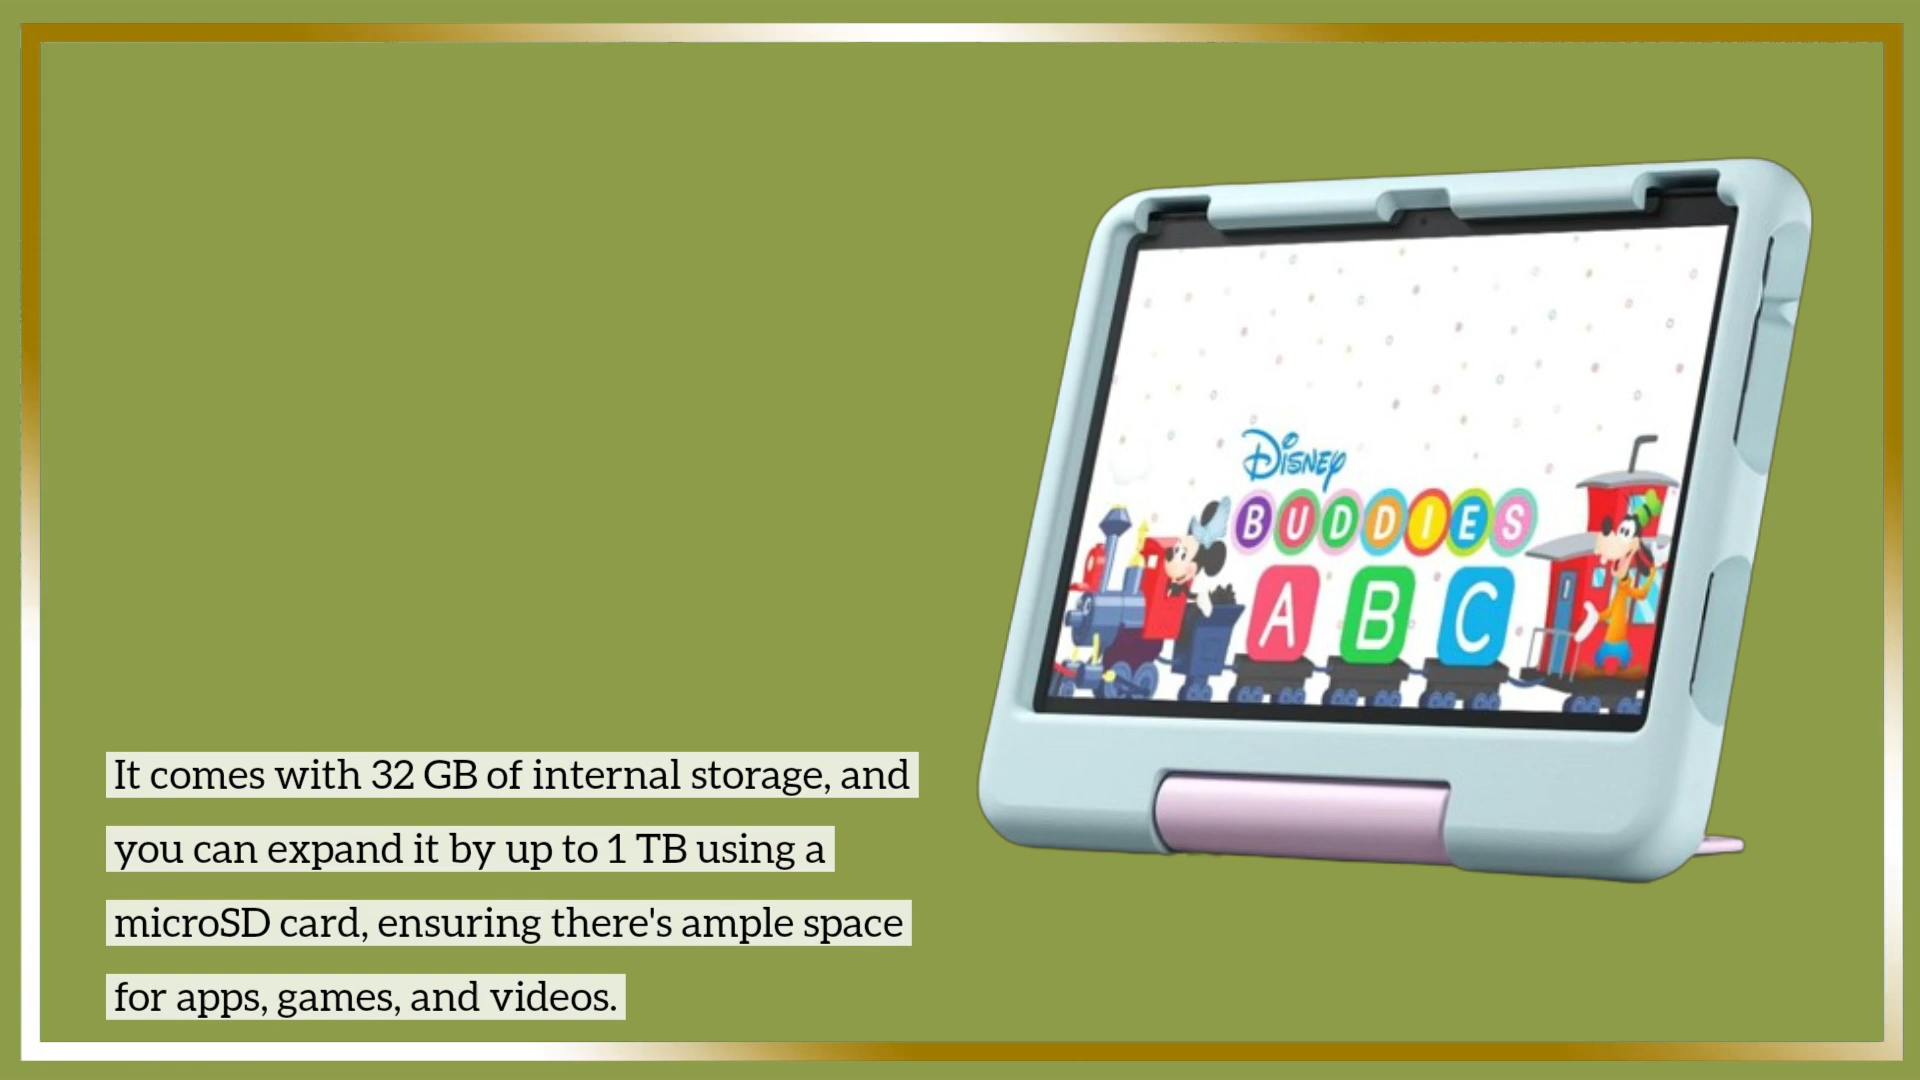 Disney
BUDDIES
A B C
It comes with 32 GB of internal storage, and
you can expand it by up to 1 TB using a
microSD card, ensuring there's ample space
for apps, games, and videos.